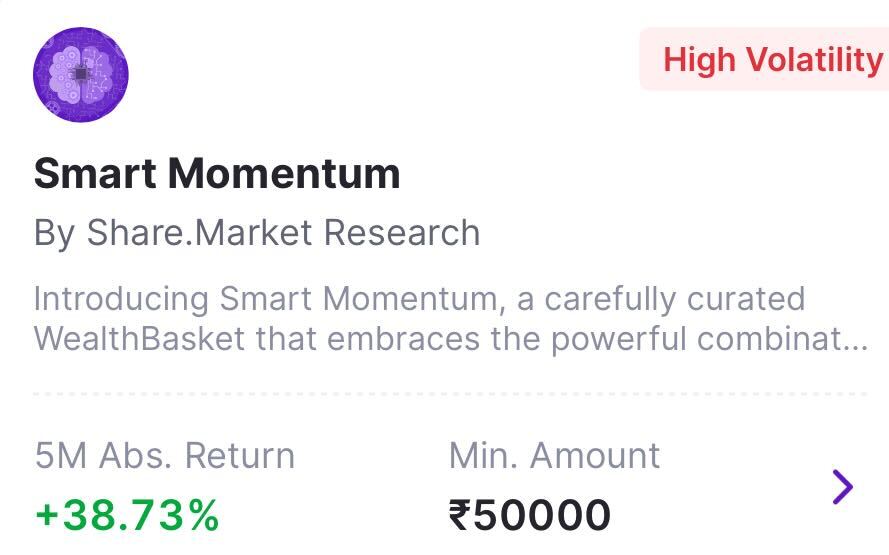 High Volatility
Smart Momentum
By Share.Market Research
Introducing Smart Momentum, a carefully curated
WealthBasket that embraces the powerful combinat...
5M Abs. Return
Min. Amount
+38.73%
₹50000